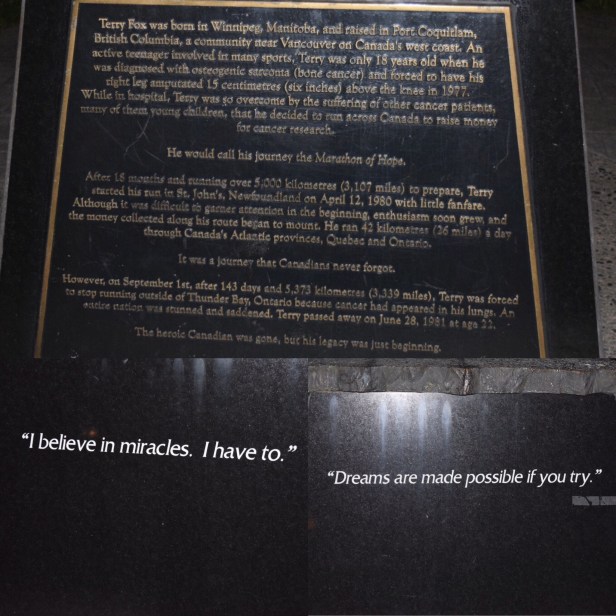 Terry Fox was born in Winnipeg, Manitoba, and raised in Port Coquitlam,
British Columbia, a community near Vancouver on Canada's west coast. An
active teenager involved in many sports, Terry was only 18 years old when he
was diagnosed with osteogenic sarcoma (bone cancer) and forced to have his
right leg amputated 15 centimetres (six inches) above the knee in 1977.
While in hospital, Terry was so overcome by the suffering of other cancer patients,
many of them young children, that he decided to run across Canada to raise money
for cancer research.
He would call his journey the Marathon of Hope.
After 18 months and running over 5,000 kilometres (3,107 miles) to prepare, Terry
started his run in St. John's, Newfoundland on April 12, 1980 with little fanfare.
Although it was difficult to garner attention in the beginning, enthusiasm soon grew, and
the money collected along his route began to mount. He ran 42 kilometres (26 miles) a day
through Canada's Atlantic provinces, Quebec and Ontario.
It was a journey that Canadians never forgot.
However, on September 1st, after 143 days and 5,373 kilometres (3,339 miles), Terry was forced
to stop running outside of Thunder Bay, Ontario because cancer had appeared in his lungs. An
entire nation was stunned and saddened. Terry passed away on June 28, 1981 at age 22.
The heroic Canadian was gone, but his legacy was just beginning.
“I believe in miracles. I have to.”
“Dreams are made possible if you try.”